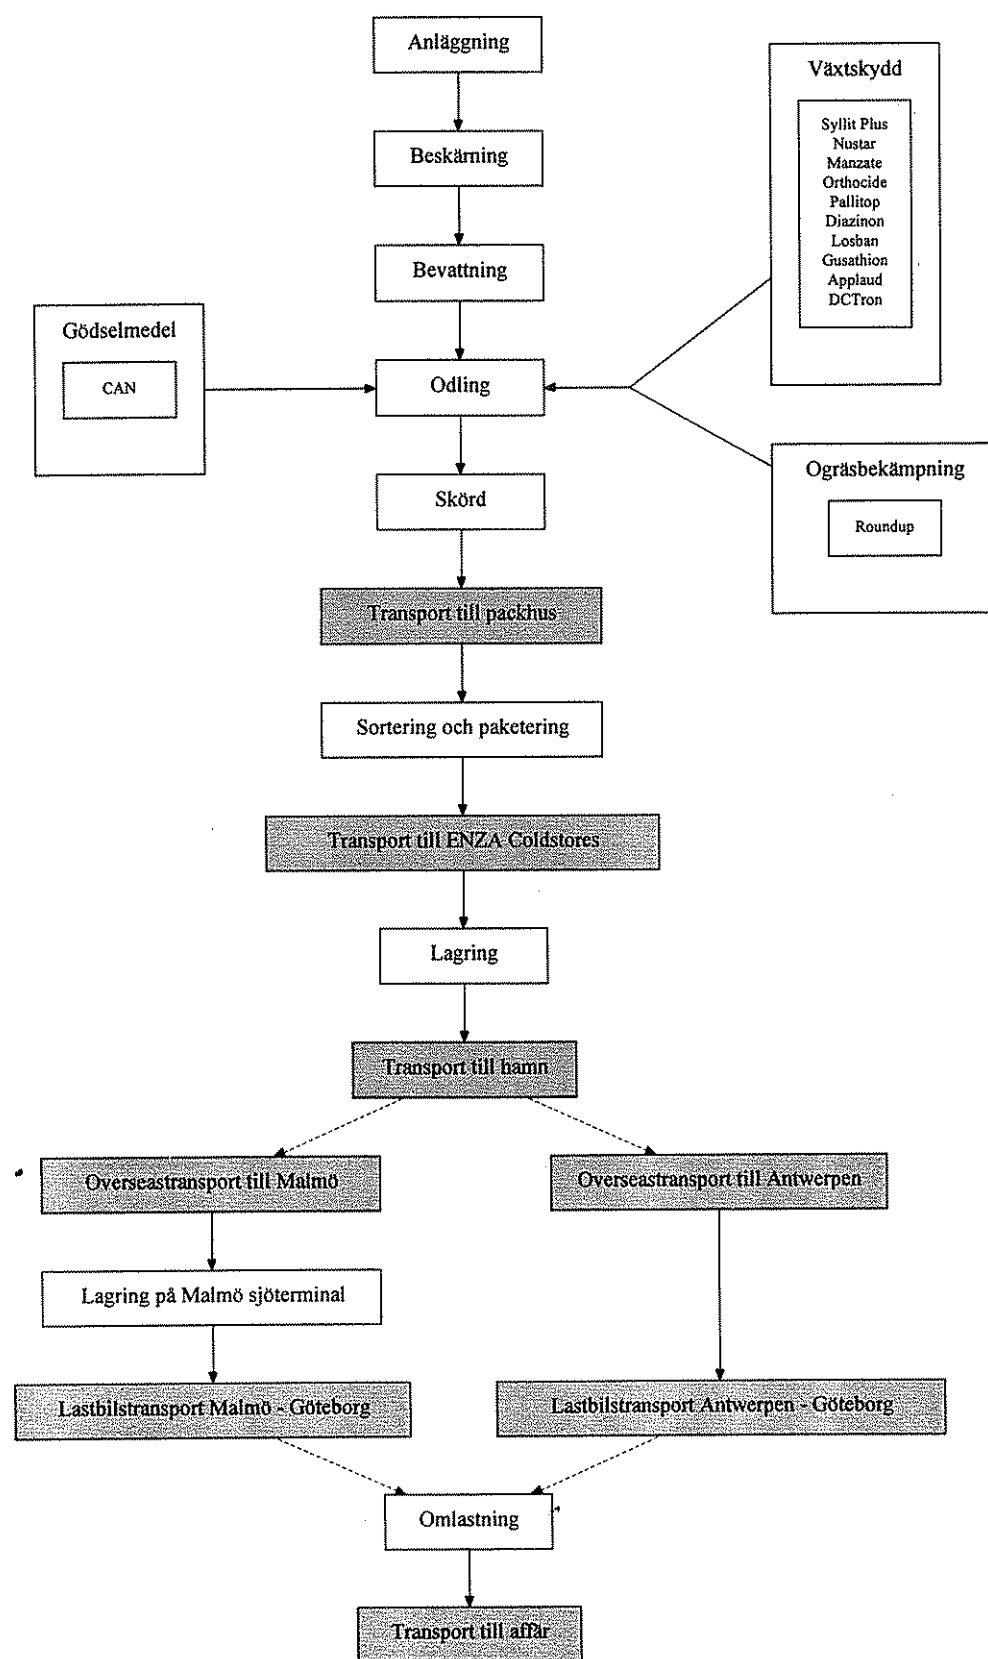 Anläggning
Växtskydd
Syllit Plus
Nustar
Manzate
Orthocide
Pallitop
Diazinon
Losban
Gusathion
Applaud
DCTron
Beskärning
Bevattning
Gödselmedel
CAN
Odling
Ogräsbekämpning
Roundup
Skörd
Transport till packhus
Sortering och paketering
Transport till ENZA Coldstores
Lagring
Transport till hamn
Overseastransport till Malmö
Overseastransport till Antwerpen
Lagring på Malmö sjöterminal
Lastbilstransport Malmö - Göteborg
Lastbilstransport Antwerpen - Göteborg
Omlastning
Transport till affär